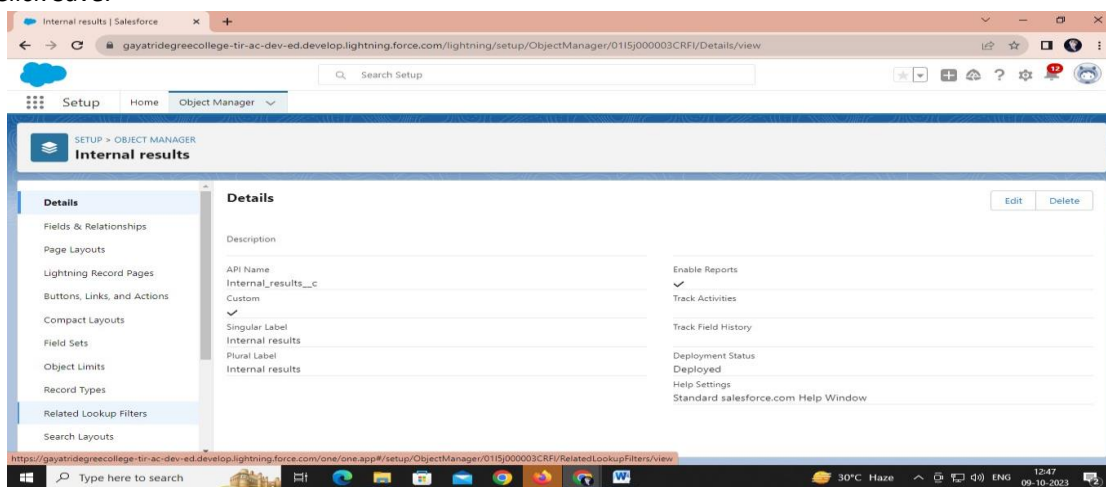 Click Save.
Internal results | Salesforce
gayatridegreecollege-tir-ac-dev-ed.develop.lightning.force.com/lightning/setup/ObjectManager/01I5j000003CRFI/Details/view
Search Setup
12
Setup Home Object Manager
SETUP > OBJECT MANAGER
Internal results
Details
Fields & Relationships
Page Layouts
Lightning Record Pages
Buttons, Links, and Actions
Compact Layouts
Field Sets
Object Limits
Record Types
Related Lookup Filters
Search Layouts
Details
Edit Delete
Description
API Name
Internal_results__c
Custom
Singular Label
Internal results
Plural Label
Internal results
Enable Reports
Track Activities
Track Field History
Deployment Status
Deployed
Help Settings
Standard salesforce.com Help Window
https://gayatridegreecollege-tir-ac-dev-ed.develop.lightning.force.com/one/one.app#/setup/ObjectManager/01I5j000003CRFI/RelatedLookupFilters/view
Type here to search
30°C Haze
ENG
12:47
09-10-2023
2